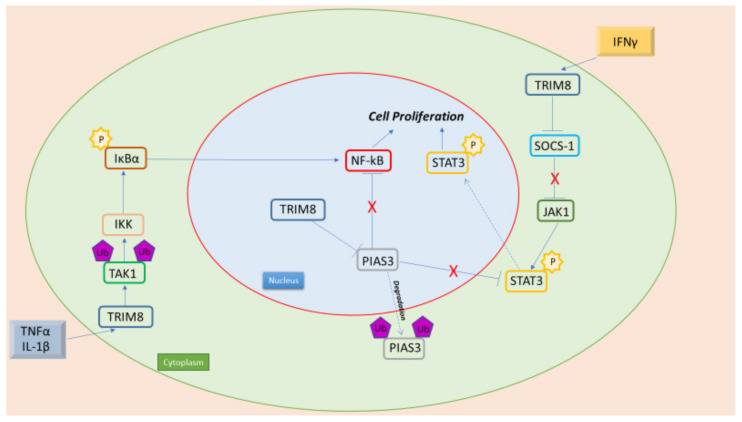 IFNγ
TRIM8
Cell Proliferation
P
IκBα
NF-kB
STAT3
P
SOCS-1
X
IKK
TRIM8
X
JAK1
Ub
Ub
TAK1
PIAS3
X
STAT3
P
Nucleus
Degradation
TRIM8
Ub
Ub
PIAS3
TNFα
IL-1β
Cytoplasm